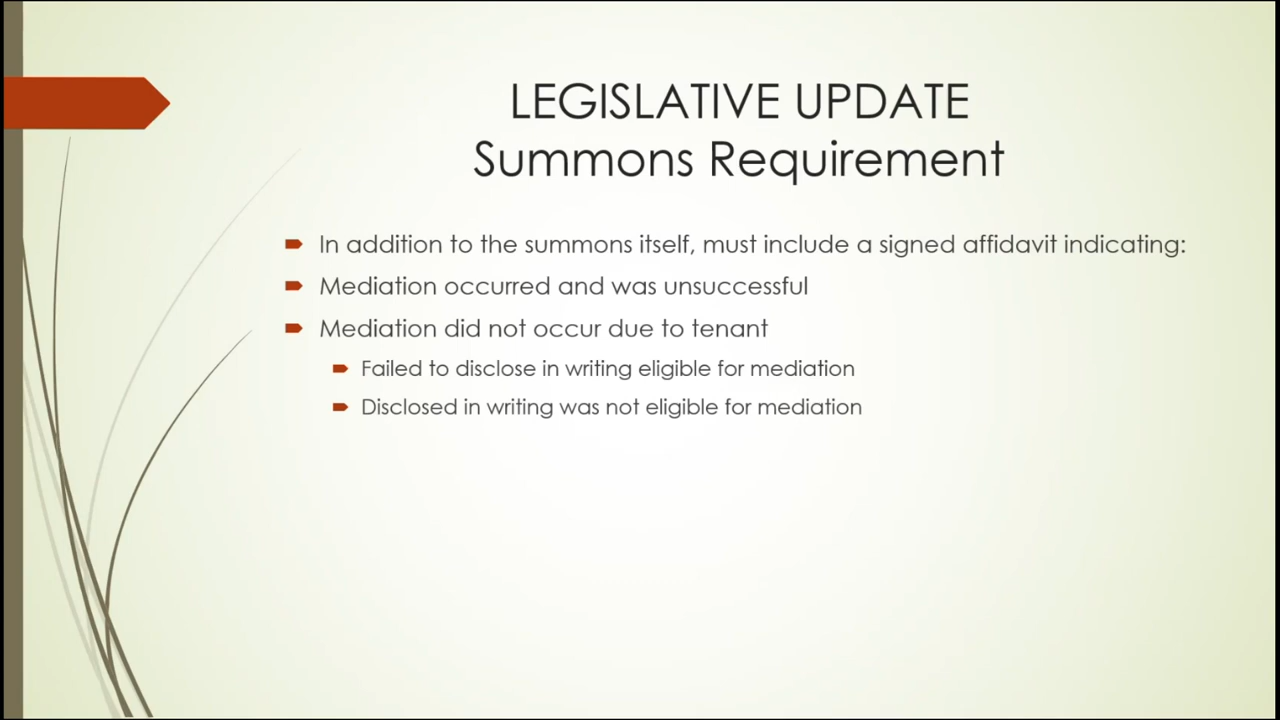 LEGISLATIVE UPDATE
Summons Requirement
In addition to the summons itself, must include a signed affidavit indicating:
Mediation occurred and was unsuccessful
Mediation did not occur due to tenant
Failed to disclose in writing eligible for mediation
Disclosed in writing was not eligible for mediation